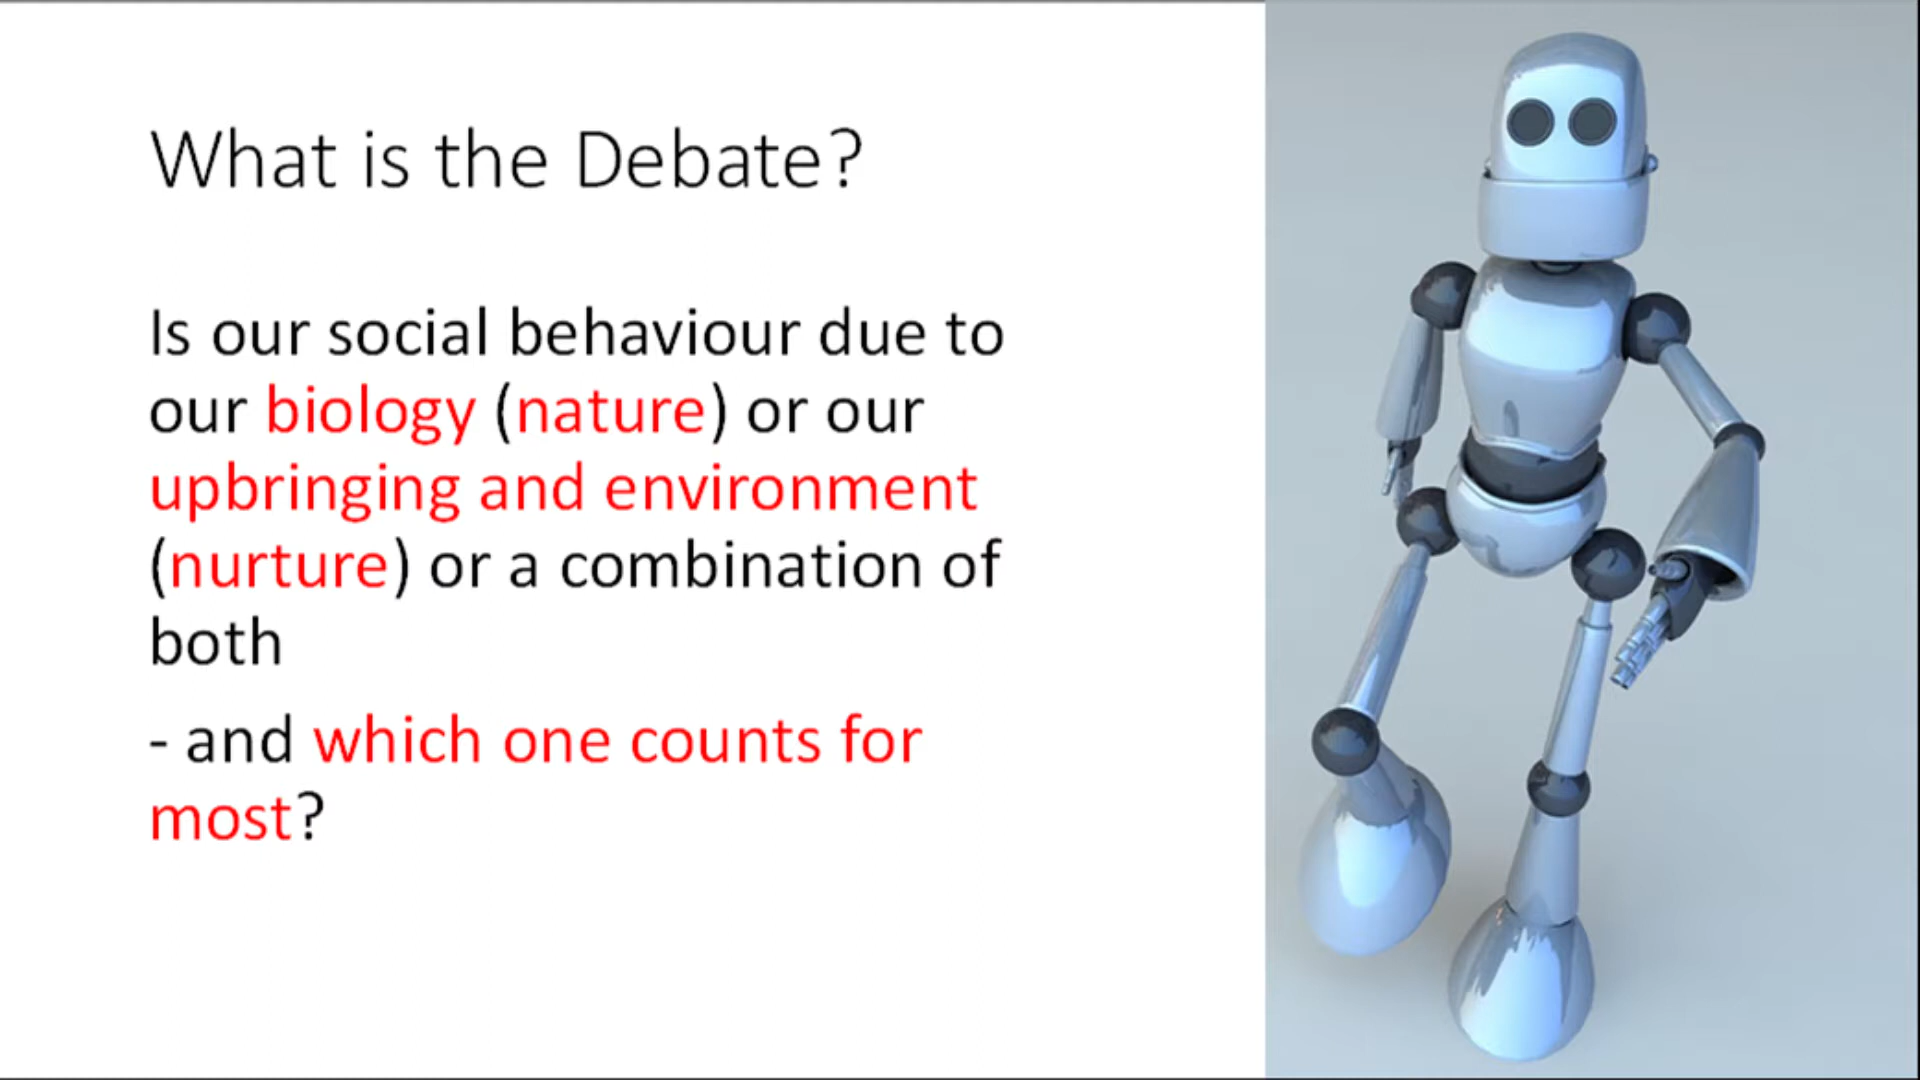 What is the Debate?
Is our social behaviour due to
our biology (nature) or our
upbringing and environment
(nurture) or a combination of
both
- and which one counts for
most?